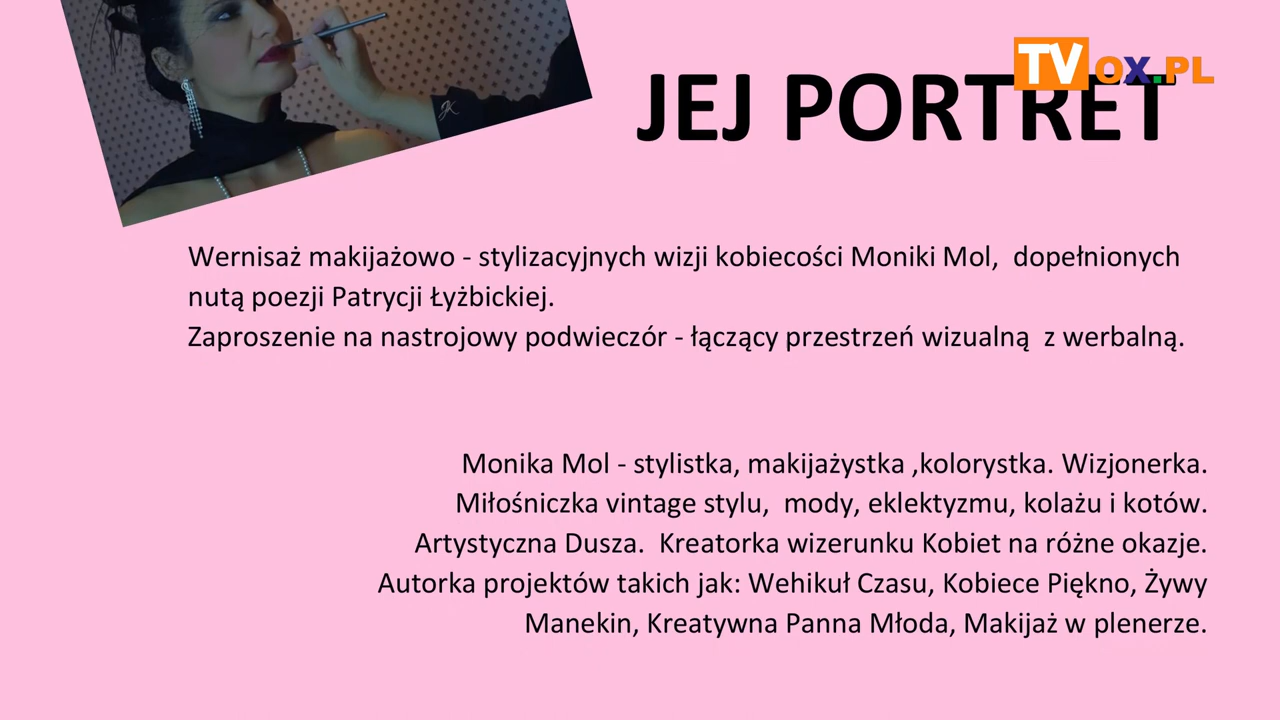 TVOX.PL
JEJ PORTRET
Wernisaż makijażowo - stylizacyjnych wizji kobiecości Moniki Mol,  dopełnionych
nutą poezji Patrycji Łyżbickiej.
Zaproszenie na nastrojowy podwieczór - łączący przestrzeń wizualną  z werbalną.
Monika Mol - stylistka, makijażystka ,kolorystka. Wizjonerka.
Miłośniczka vintage stylu,  mody, eklektyzmu, kolażu i kotów.
Artystyczna Dusza.  Kreatorka wizerunku Kobiet na różne okazje.
Autorka projektów takich jak: Wehikuł Czasu, Kobiece Piękno, Żywy
Manekin, Kreatywna Panna Młoda, Makijaż w plenerze.